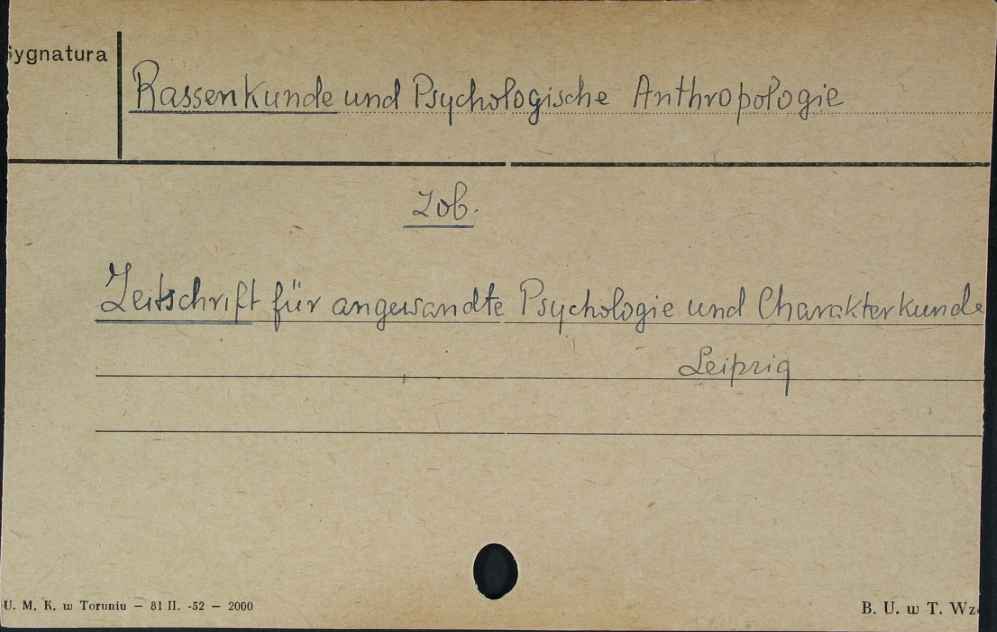 Sygnatura
Rassenkunde und Psychologische Anthropologie
Zob.
Zeitschrift für angewandte Psychologie und Charakterkunde
Leipzig
U. M. K. w Toruniu — 81 II. -52 — 2000
B. U. w T. Wz